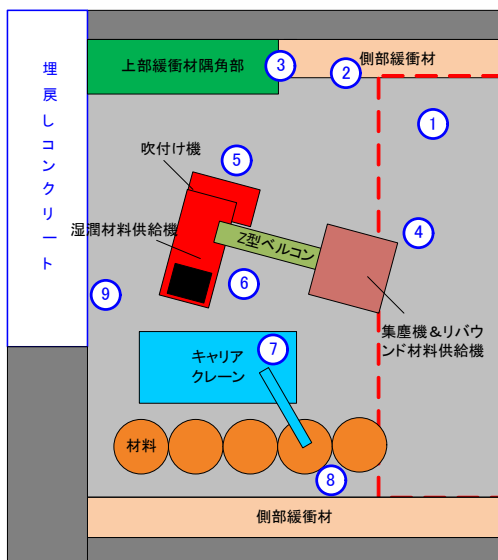 埋戻しコンクリート
上部緩衝材隅角部
③
側部緩衝材
②
①
吹付け機
⑤
湿潤材料供給機
Z型ベルコン
④
⑥
⑨
集塵機&リバウ
ンド材料供給機
キャリア
クレーン
⑦
材料
⑧
側部緩衝材